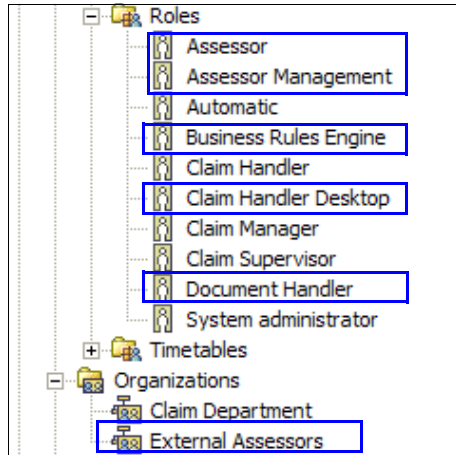 Roles
Assessor
Assessor Management
Automatic
Business Rules Engine
Claim Handler
Claim Handler Desktop
Claim Manager
Claim Supervisor
Document Handler
System administrator
Timetables
Organizations
Claim Department
External Assessors